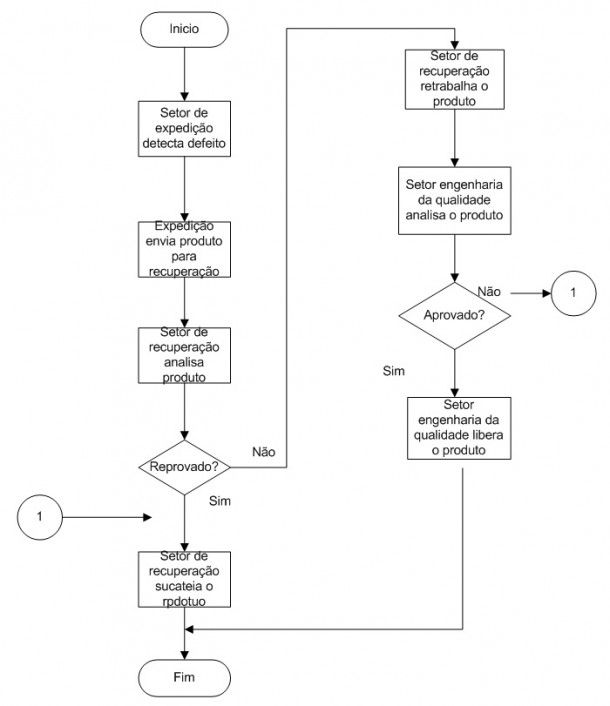 Inicio
Setor de
expedição
detecta defeito
Expedição
envia produto
para
recuperação
Setor de
recuperação
analisa
produto
Reprovado?
Não
Sim
1
Setor de
recuperação
sucateia o
rpdotuo
Fim
Setor de
recuperação
retrabalha o
produto
Setor engenharia
da qualidade
analisa o produto
Não
1
Aprovado?
Sim
Setor
engenharia da
qualidade libera
o produto